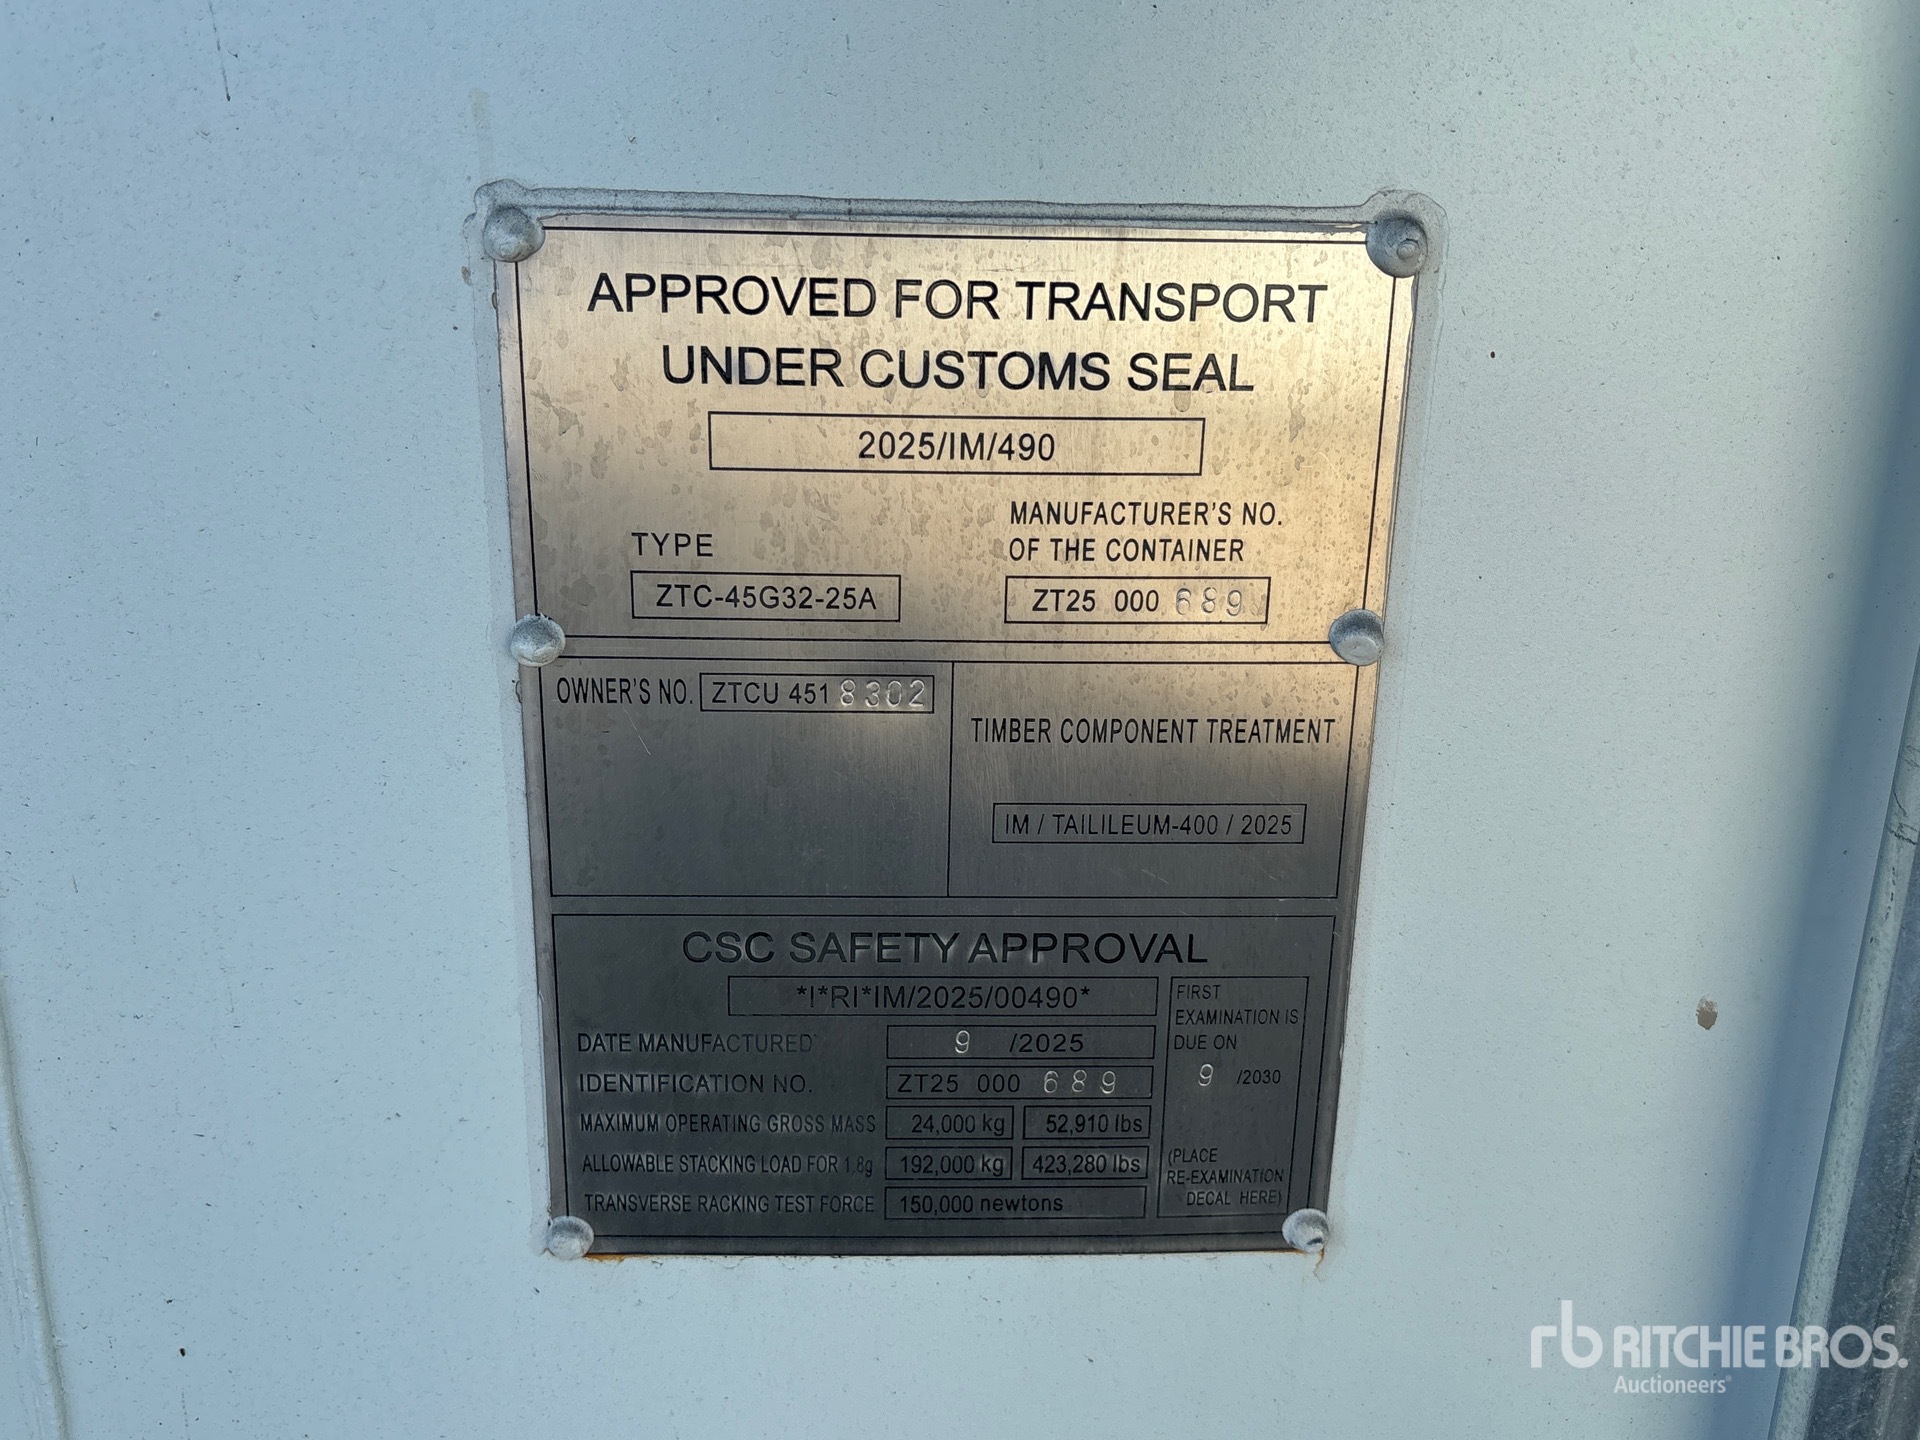 APPROVED FOR TRANSPORT
UNDER CUSTOMS SEAL
2025/IM/490
TYPE
ZTC-45G32-25A
MANUFACTURER'S NO.
OF THE CONTAINER
ZT25 000 689
OWNER'S NO. ZTCU 451 8302
TIMBER COMPONENT TREATMENT
IM / TAILILEUM-400 / 2025
CSC SAFETY APPROVAL
*I*RI*IM/2025/00490*
DATE MANUFACTURED 9 /2025
IDENTIFICATION NO. ZT25 000 689
MAXIMUM OPERATING GROSS MASS 24,000 kg 52,910 lbs
ALLOWABLE STACKING LOAD FOR 1.8g 192,000 kg 423,280 lbs
TRANSVERSE RACKING TEST FORCE 150,000 newtons
FIRST
EXAMINATION IS
DUE ON
9 /2030
(PLACE
RE-EXAMINATION
DECAL HERE)
rb RITCHIE BROS.
Auctioneers